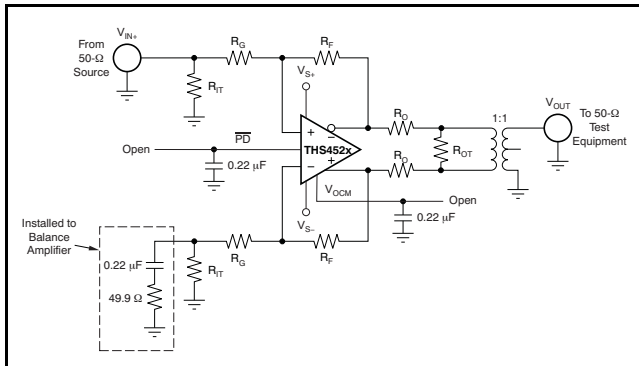 V_IN+
From
50-Ω
Source
R_G
R_F
R_IT
V_S+
R_O
1:1
V_OUT
To 50-Ω
Test
Equipment
Open
PD
+
−
THS452x
−
+
R_OT
R_O
0.22 µF
V_OCM
Open
V_S−
0.22 µF
Installed to
Balance
Amplifier
R_G
R_F
R_IT
0.22 µF
49.9 Ω